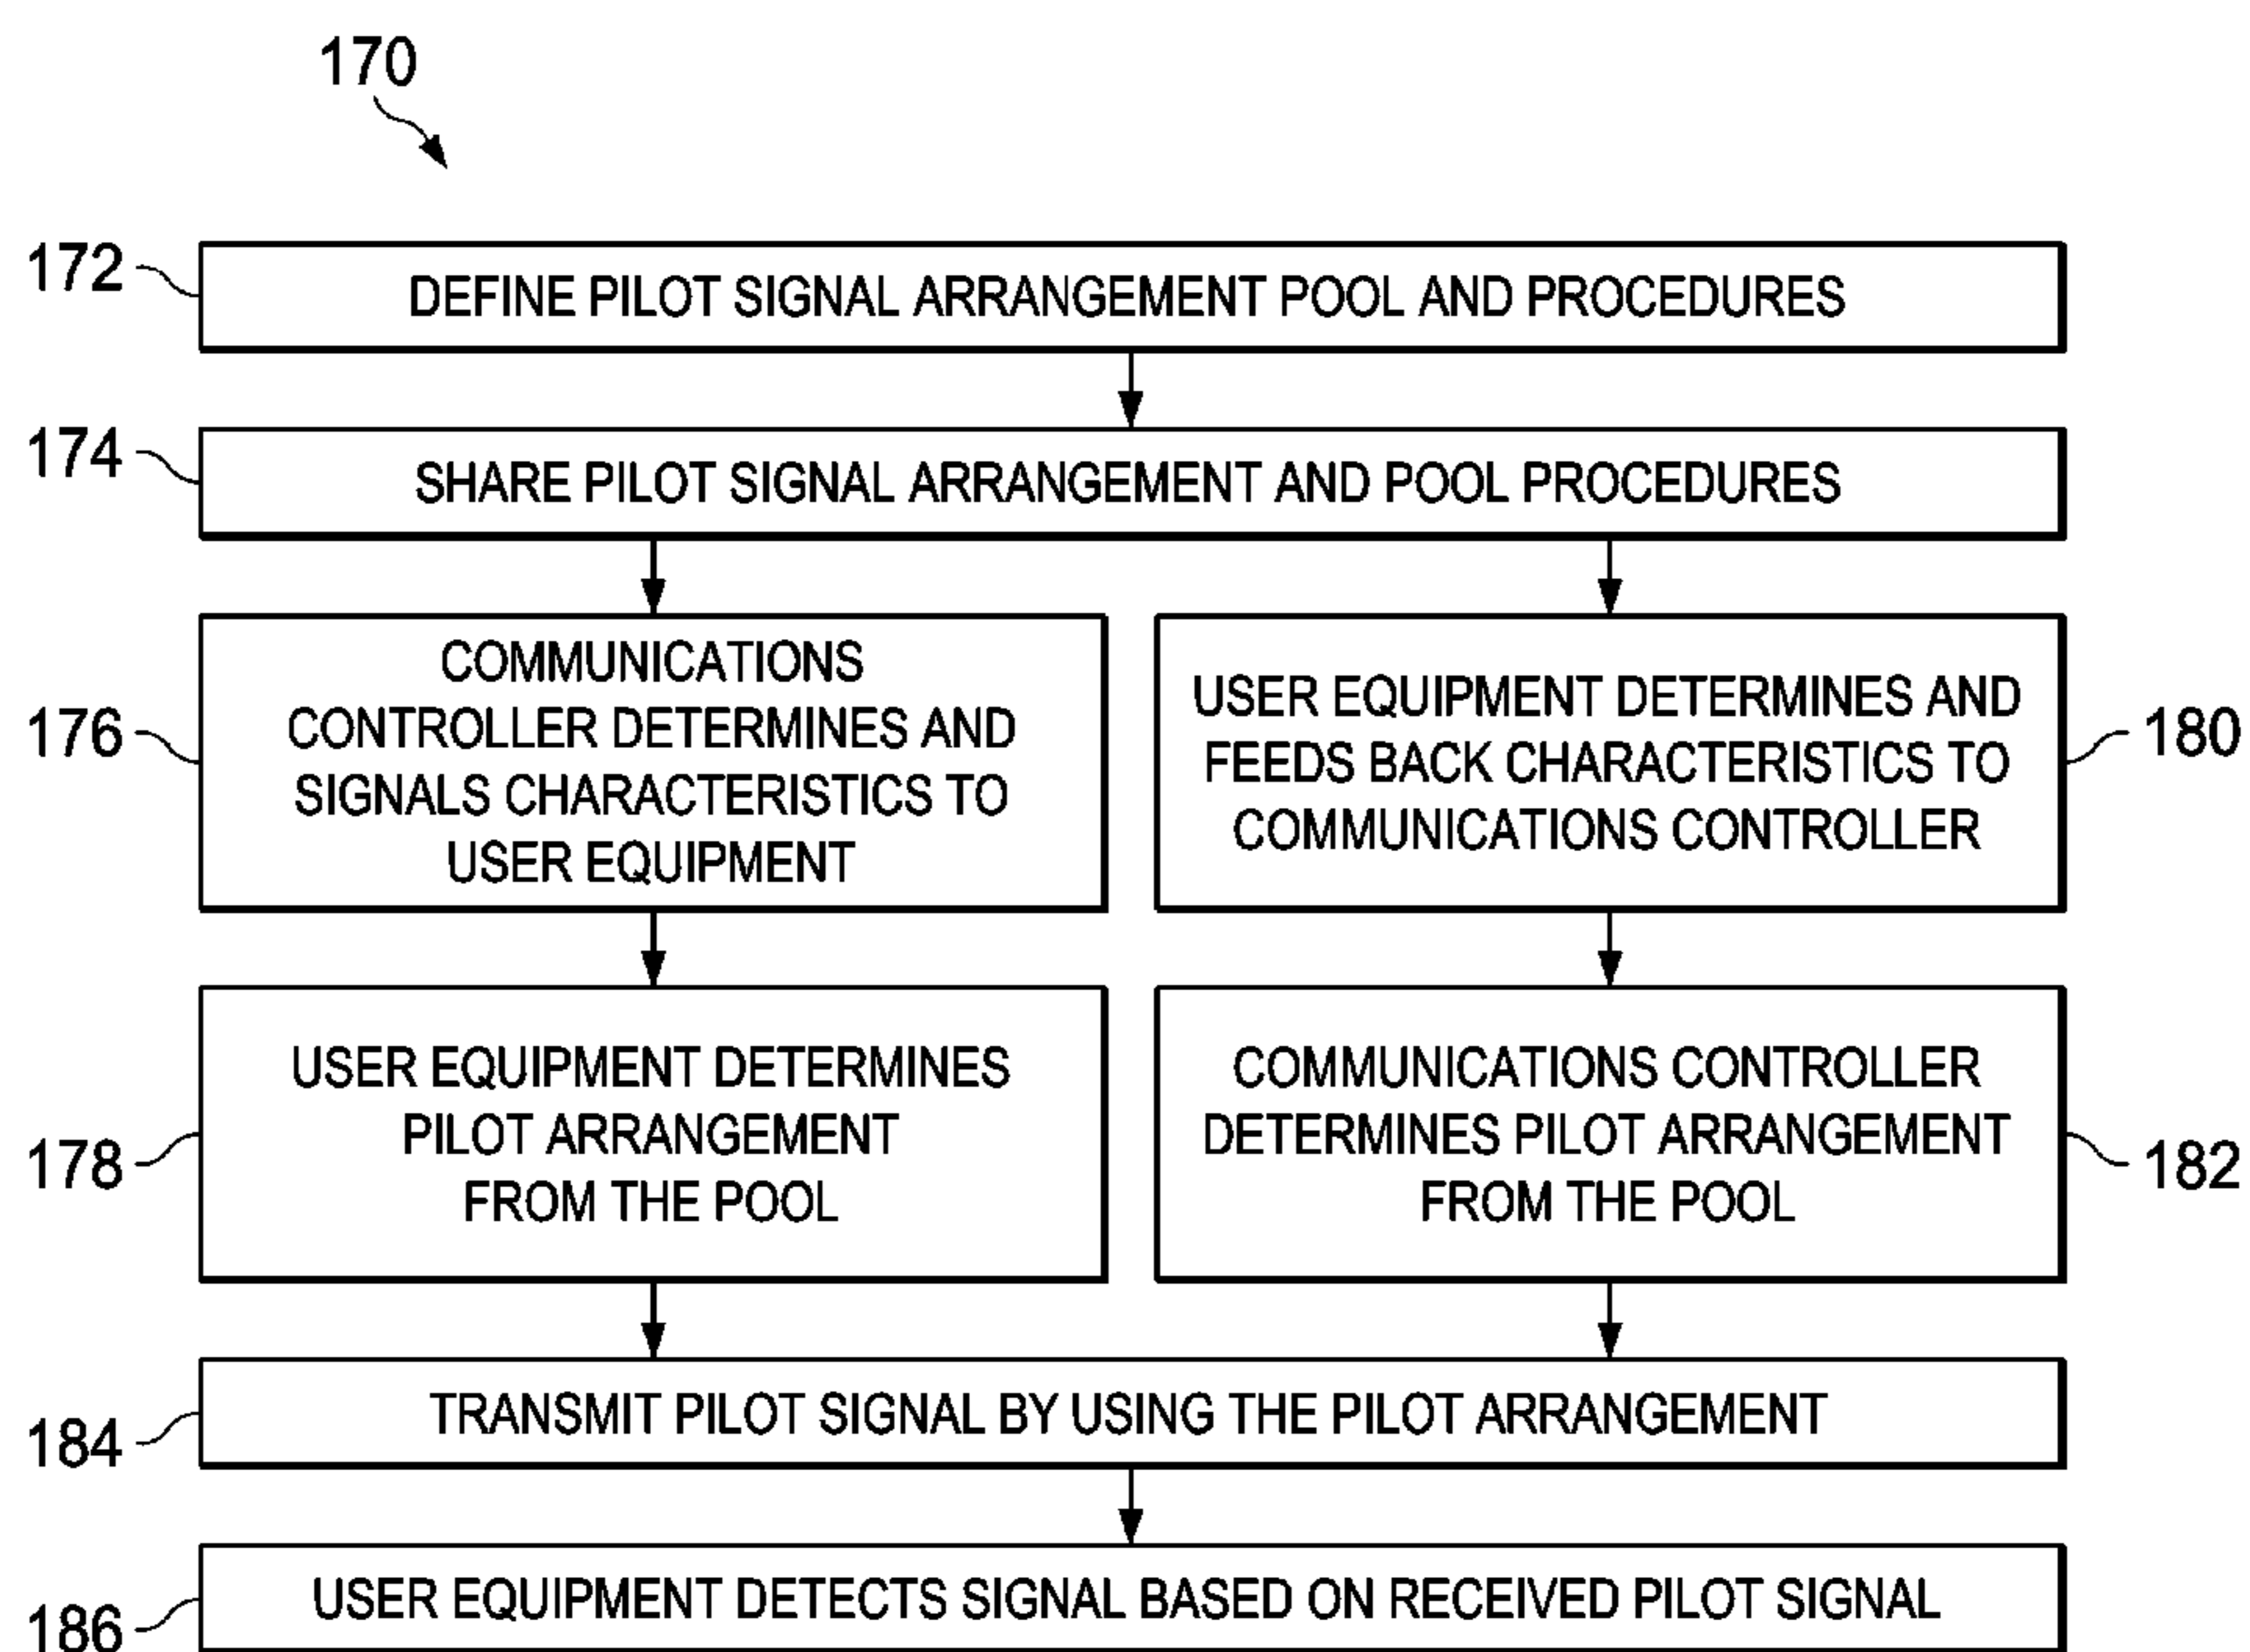 170
172
DEFINE PILOT SIGNAL ARRANGEMENT POOL AND PROCEDURES
174
SHARE PILOT SIGNAL ARRANGEMENT AND POOL PROCEDURES
176
COMMUNICATIONS
CONTROLLER DETERMINES AND
SIGNALS CHARACTERISTICS TO
USER EQUIPMENT
USER EQUIPMENT DETERMINES AND
FEEDS BACK CHARACTERISTICS TO
COMMUNICATIONS CONTROLLER
180
178
USER EQUIPMENT DETERMINES
PILOT ARRANGEMENT
FROM THE POOL
COMMUNICATIONS CONTROLLER
DETERMINES PILOT ARRANGEMENT
FROM THE POOL
182
184
TRANSMIT PILOT SIGNAL BY USING THE PILOT ARRANGEMENT
186
USER EQUIPMENT DETECTS SIGNAL BASED ON RECEIVED PILOT SIGNAL